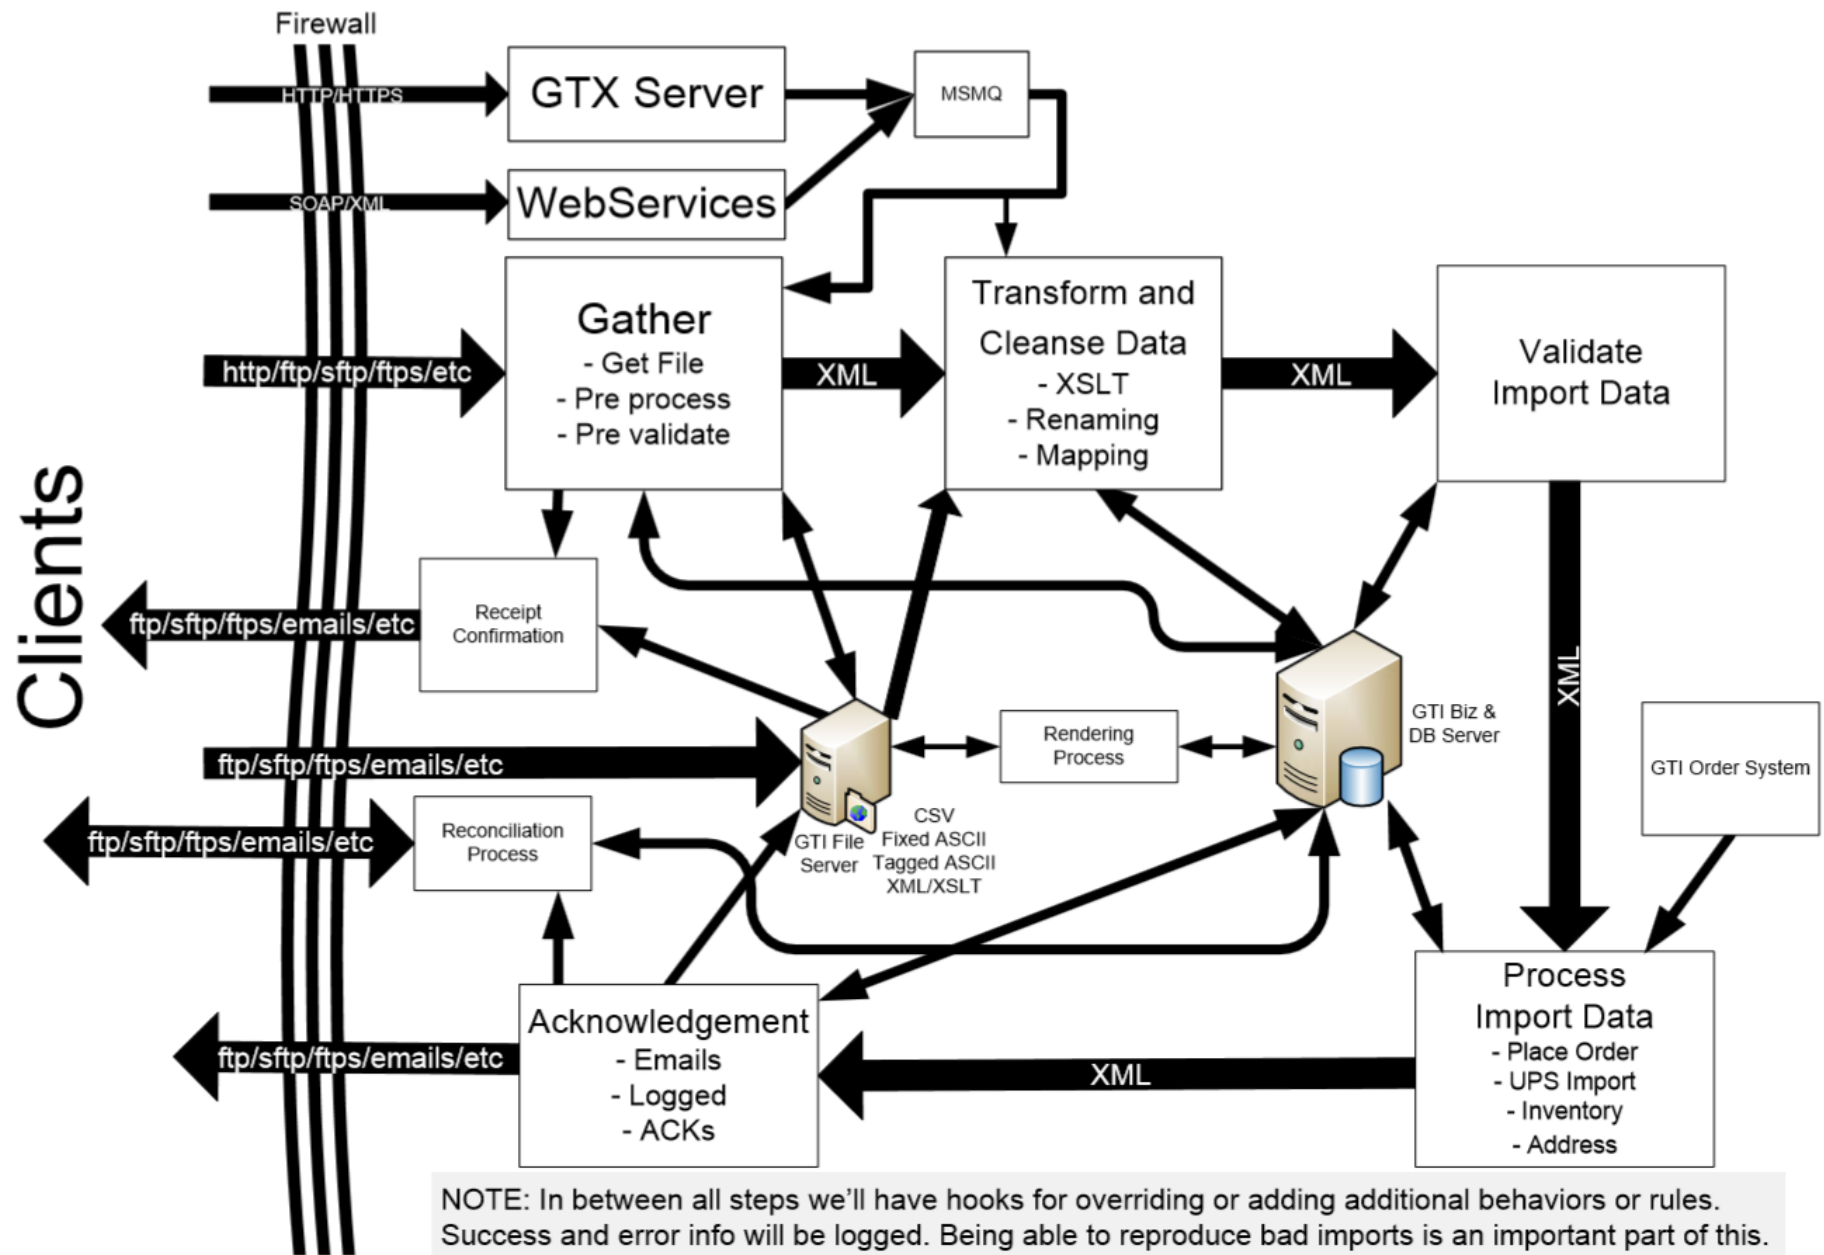 Firewall
HTTP/HTTPS
GTX Server
MSMQ
SOAP/XML
WebServices
Gather
- Get File
- Pre process
- Pre validate
http/ftp/sftp/ftps/etc
XML
Transform and
Cleanse Data
- XSLT
- Renaming
- Mapping
XML
Validate
Import Data
Clients
ftp/sftp/ftps/emails/etc
Receipt
Confirmation
XML
ftp/sftp/ftps/emails/etc
Rendering
Process
GTI Biz &
DB Server
GTI Order System
ftp/sftp/ftps/emails/etc
Reconciliation
Process
GTI File
Server
CSV
Fixed ASCII
Tagged ASCII
XML/XSLT
ftp/sftp/ftps/emails/etc
Acknowledgement
- Emails
- Logged
- ACKs
XML
Process
Import Data
- Place Order
- UPS Import
- Inventory
- Address
NOTE: In between all steps we'll have hooks for overriding or adding additional behaviors or rules.
Success and error info will be logged. Being able to reproduce bad imports is an important part of this.